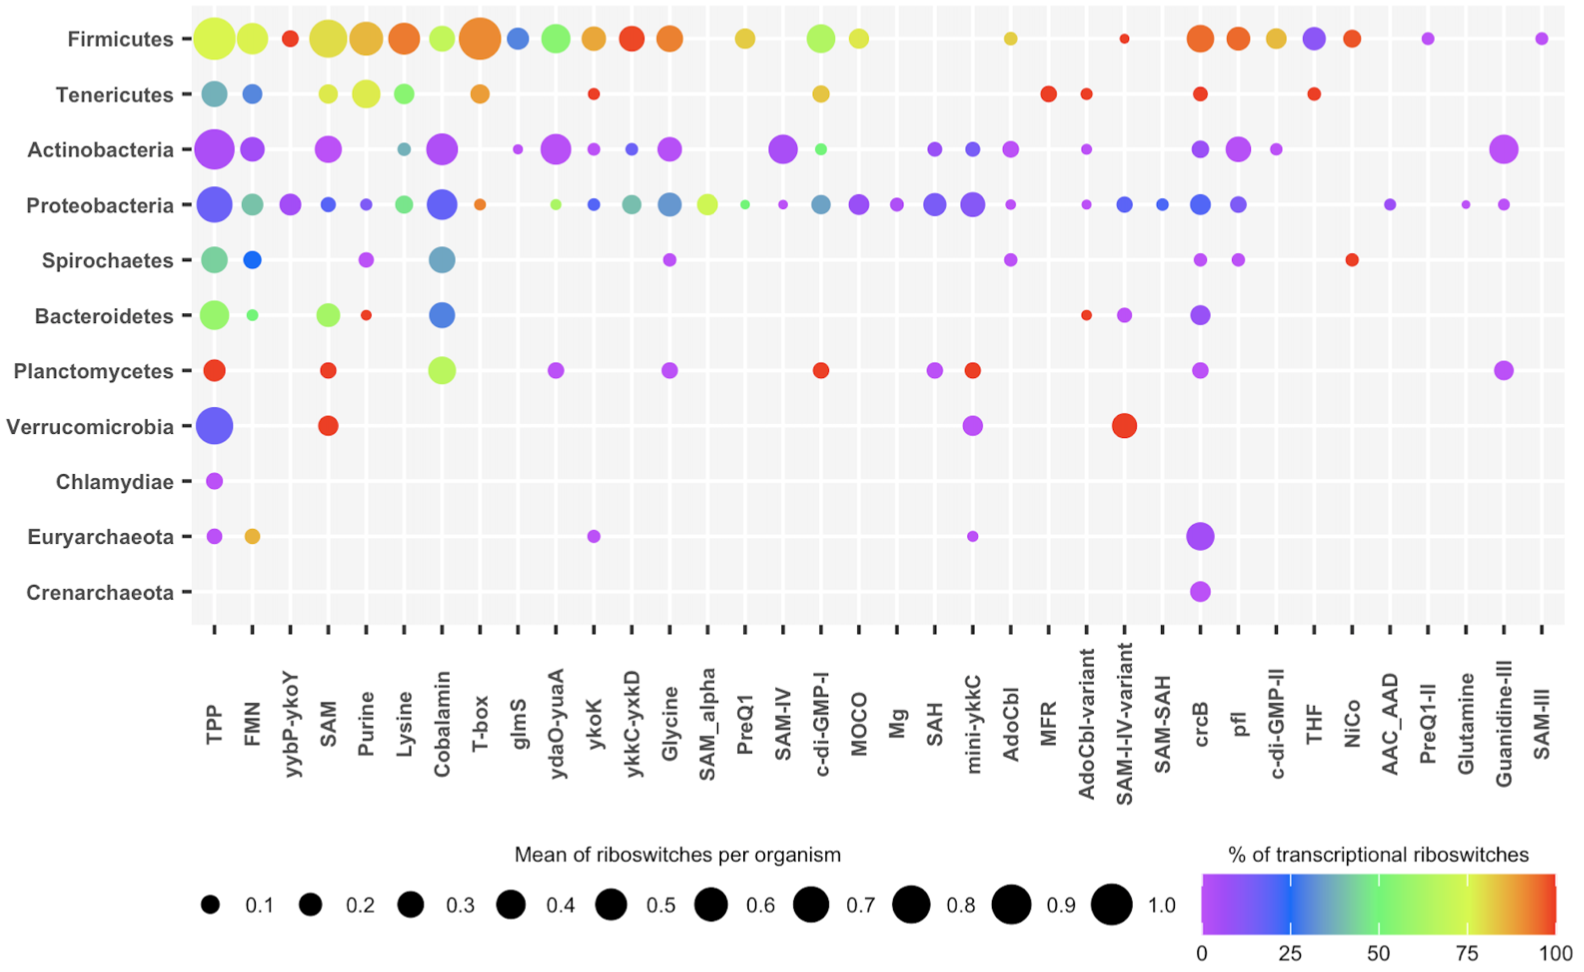 Firmicutes
Tenericutes
Actinobacteria
Proteobacteria
Spirochaetes
Bacteroidetes
Planctomycetes
Verrucomicrobia
Chlamydiae
Euryarchaeota
Crenarchaeota
TPP
FMN
yybP-ykoY
SAM
Purine
Lysine
Cobalamin
T-box
glmS
ydaO-yuaA
ykoK
ykkC-yxkD
Glycine
SAM_alpha
PreQ1
SAM-IV
c-di-GMP-I
MOCO
Mg
SAH
mini-ykkC
AdoCbl
MFR
AdoCbl-variant
SAM-I-IV-variant
SAM-SAH
crcB
pfl
c-di-GMP-II
THF
NiCo
AAC_AAD
PreQ1-II
Glutamine
Guanidine-III
SAM-III
Mean of riboswitches per organism
0.1 0.2 0.3 0.4 0.5 0.6 0.7 0.8 0.9 1.0
% of transcriptional riboswitches
0 25 50 75 100